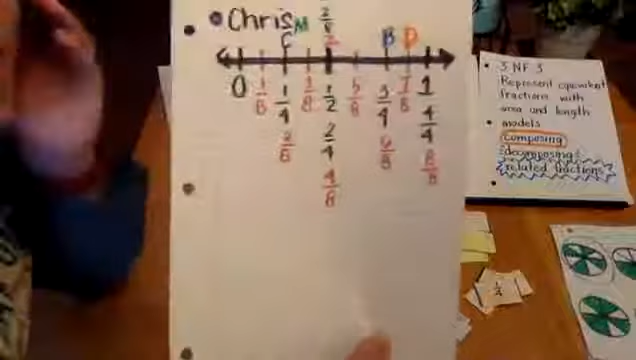 Chris
C M B D
0 1/8 1/4 3/8 1/2 5/8 3/4 7/8 1
2/8 2/4 6/8 4/4
4/8 8/8
3 NF 3
Represent equivalent
fractions with
area and length
models
composing
decomposing
related fractions
1/4